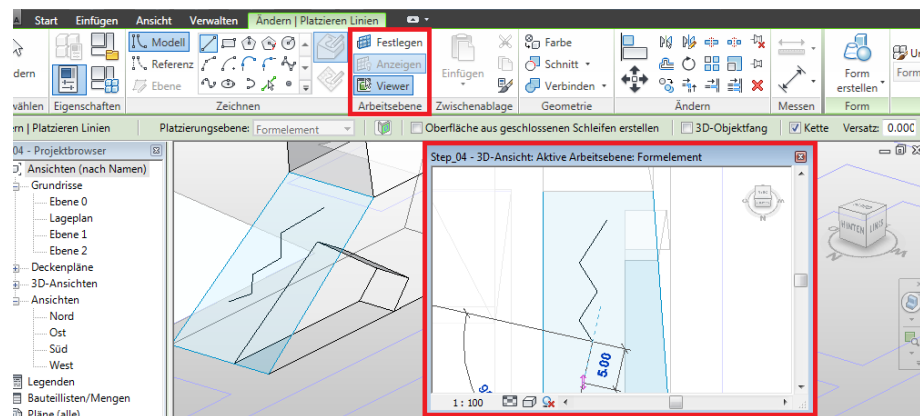 Start Einfügen Ansicht Verwalten Ändern | Platzieren Linien
Modell
Referenz
Ebene
Festlegen
Anzeigen
Viewer
Einfügen
Farbe
Schnitt
Verbinden
Form
erstellen
Form
dern
Eigenschaften Zeichnen Arbeitsebene Zwischenablage Geometrie Ändern Messen Form
| Platzieren Linien Platzierungsebene: Formelement Oberfläche aus geschlossenen Schleifen erstellen 3D-Objektfang Kette Versatz: 0.000
04 - Projektbrowser
Ansichten (nach Namen)
Grundrisse
Ebene 0
Lageplan
Ebene 1
Ebene 2
Deckenpläne
3D-Ansichten
Ansichten
Nord
Ost
Süd
West
Legenden
Bauteillisten/Mengen
Pläne (alle)
Step_04 - 3D-Ansicht: Aktive Arbeitsebene: Formelement
N
5.00
1 : 100
HINTEN LINKS